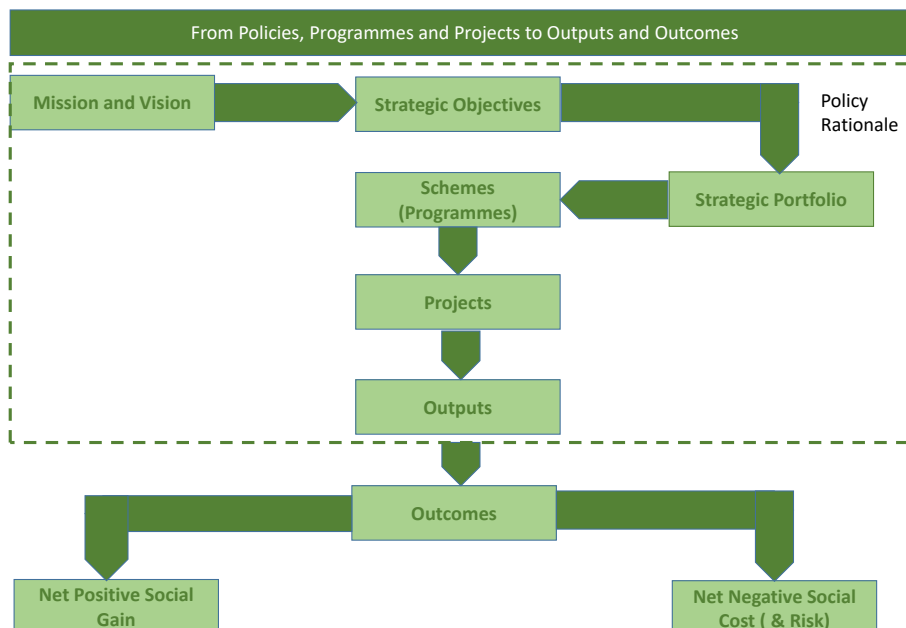 From Policies, Programmes and Projects to Outputs and Outcomes
Mission and Vision
Strategic Objectives
Policy
Rationale
Schemes
(Programmes)
Strategic Portfolio
Projects
Outputs
Outcomes
Net Positive Social
Gain
Net Negative Social
Cost ( & Risk)